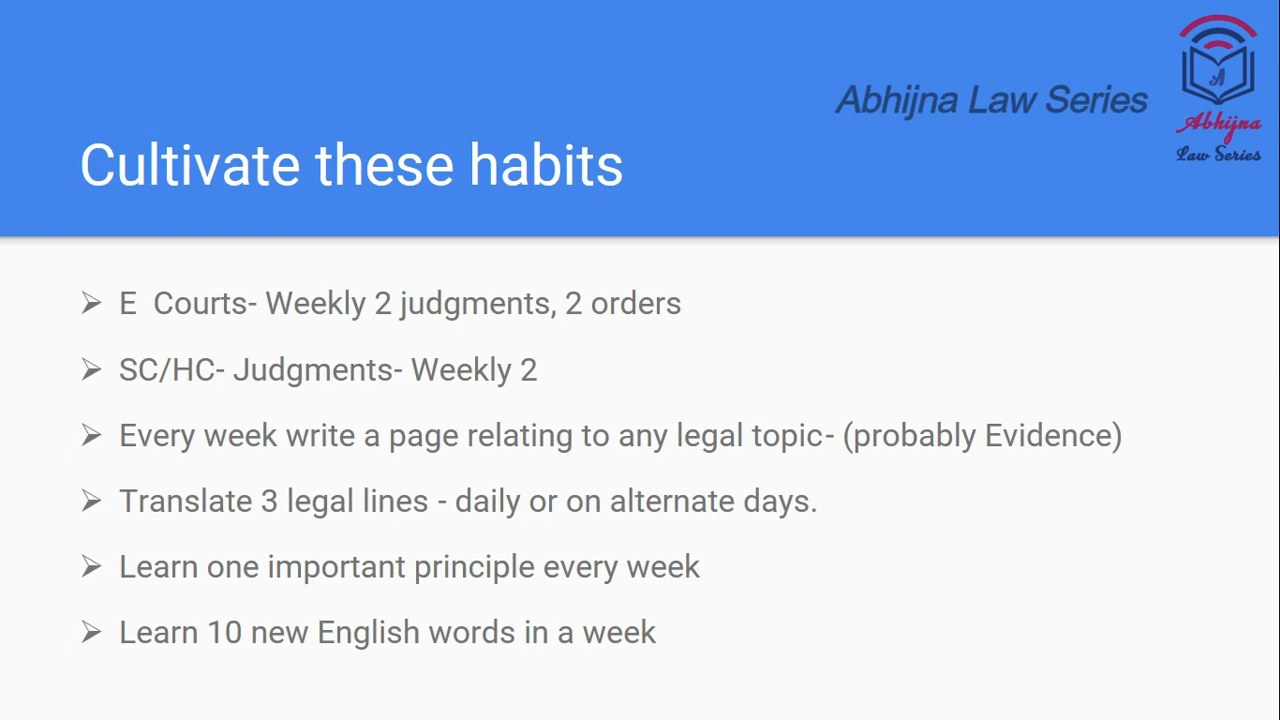 Abhijna Law Series
A
Abhijna
Law Series
Cultivate these habits
➢ E  Courts- Weekly 2 judgments, 2 orders
➢ SC/HC- Judgments- Weekly 2
➢ Every week write a page relating to any legal topic- (probably Evidence)
➢ Translate 3 legal lines - daily or on alternate days.
➢ Learn one important principle every week
➢ Learn 10 new English words in a week